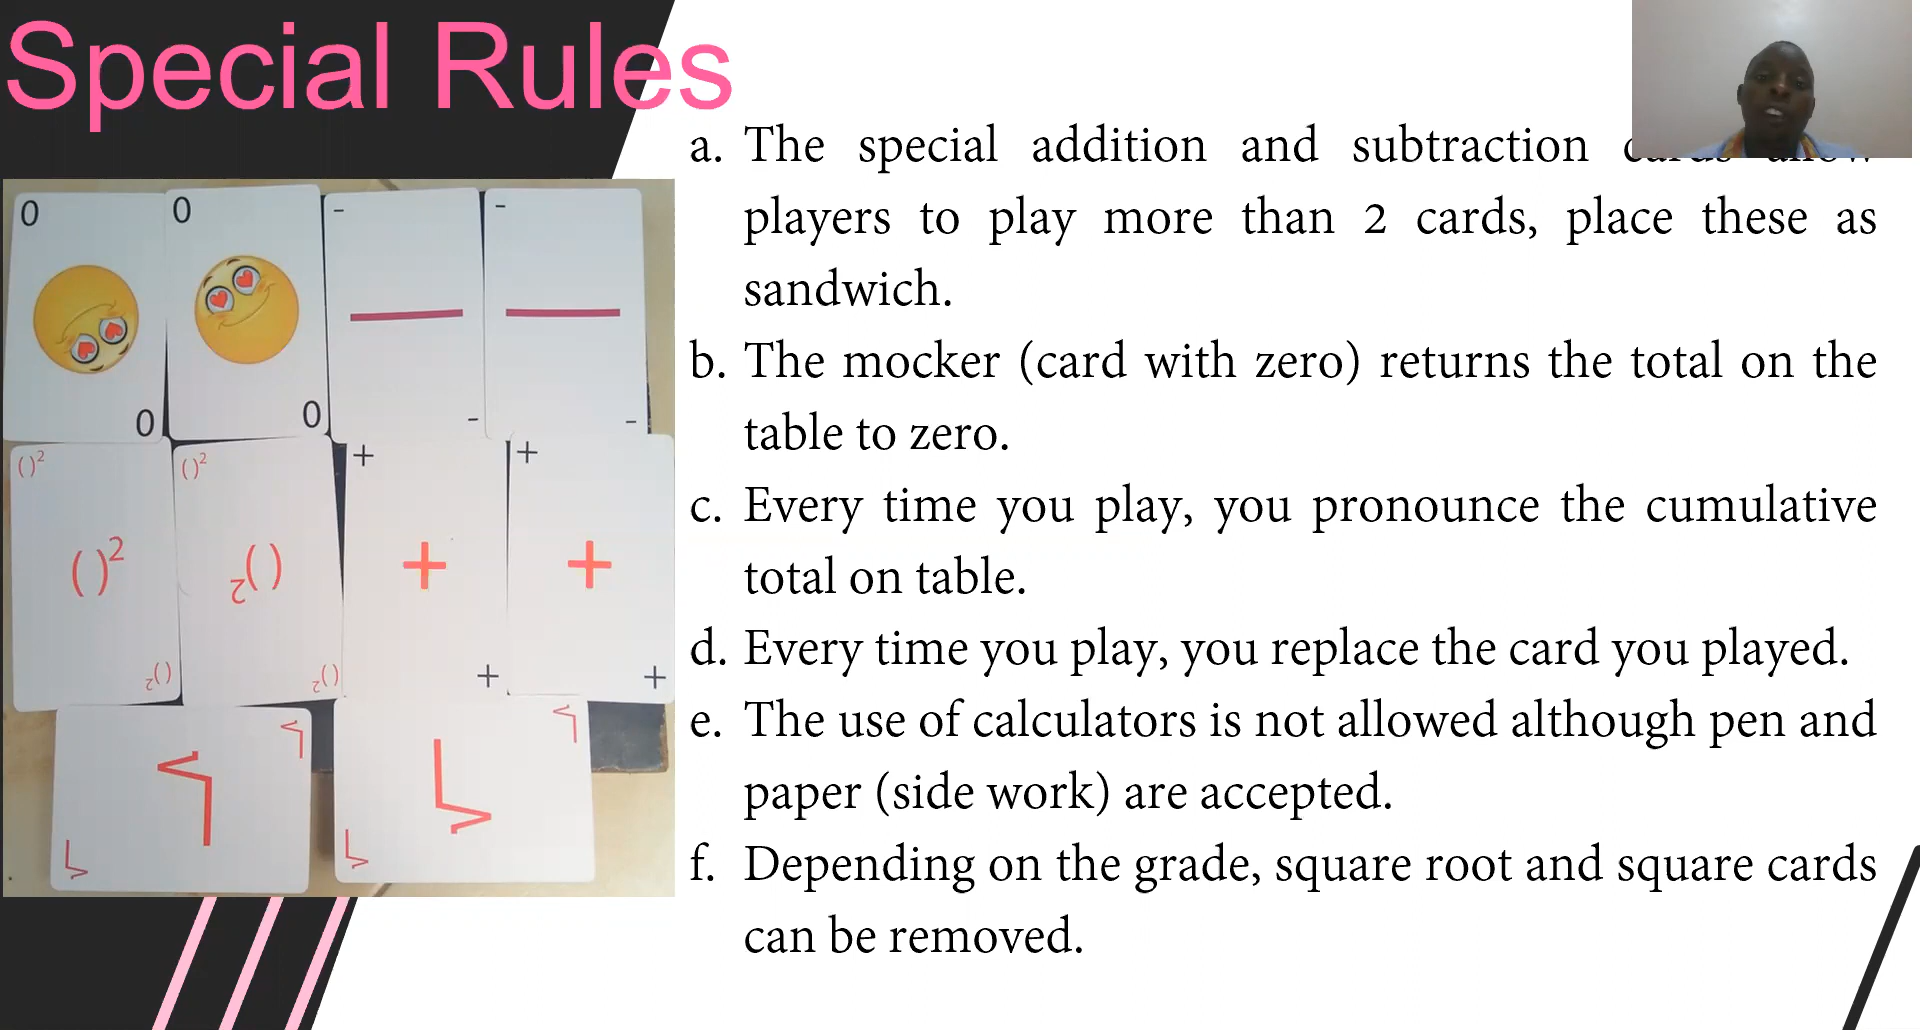 Special Rules
a. The special addition and subtraction cards allow
players to play more than 2 cards, place these as
sandwich.
b. The mocker (card with zero) returns the total on the
table to zero.
c. Every time you play, you pronounce the cumulative
total on table.
d. Every time you play, you replace the card you played.
e. The use of calculators is not allowed although pen and
paper (side work) are accepted.
f. Depending on the grade, square root and square cards
can be removed.
0
0
0
0
-
-
-
-
()²
()²
()²
()²
()²
()²
+
+
+
+
+
+
√
√
√
√
√
√